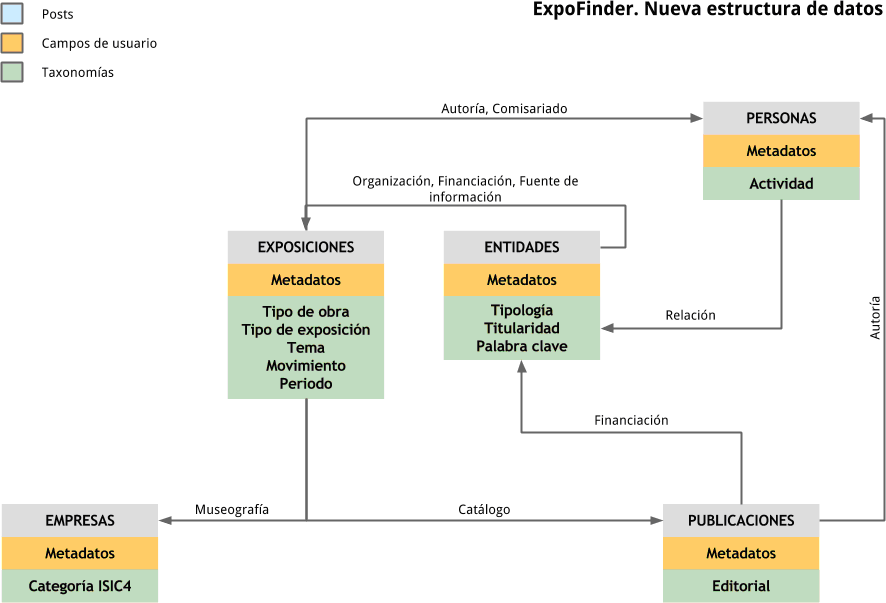 ExpoFinder. Nueva estructura de datos
Posts
Campos de usuario
Taxonomías
Autoría, Comisariado
PERSONAS
Metadatos
Actividad
Organización, Financiación, Fuente de
información
EXPOSICIONES
Metadatos
Tipo de obra
Tipo de exposición
Tema
Movimiento
Periodo
ENTIDADES
Metadatos
Tipología
Titularidad
Palabra clave
Relación
Autoría
Financiación
Museografía
Catálogo
EMPRESAS
Metadatos
Categoría ISIC4
PUBLICACIONES
Metadatos
Editorial